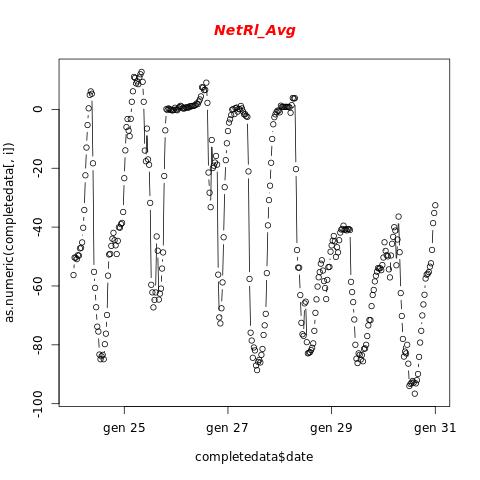 NetRl_Avg
as.numeric(completedata[, i])
0
-20
-40
-60
-80
-100
gen 25
gen 27
gen 29
gen 31
completedata$date